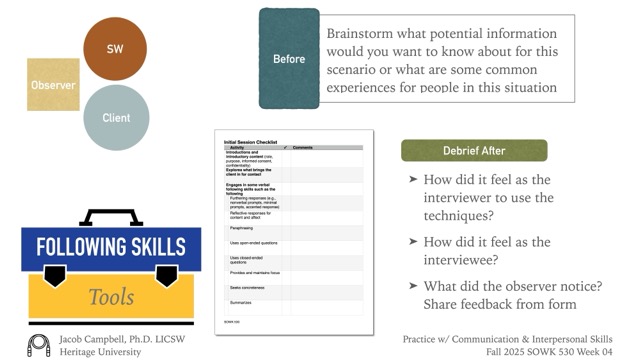 SW
Observer
Client
Before
Brainstorm what potential information
would you want to know about for this
scenario or what are some common
experiences for people in this situation
Initial Session Checklist
Activity ✓ Comments
Introductions and
introductory content (role,
purpose, informed consent,
confidentiality)
Explores what brings the
client in for contact
Engages in some verbal
following skills such as the
following
Furthering responses (e.g.,
nonverbal prompts, minimal
prompts, accented response)
Reflective responses for
content and affect
Paraphrasing
Uses open-ended questions
Uses closed-ended
questions
Provides and maintains focus
Seeks concreteness
Summarizes
SOWK 530
Debrief After
➤ How did it feel as the
interviewer to use the
techniques?
➤ How did it feel as the
interviewee?
➤ What did the observer notice?
Share feedback from form
FOLLOWING SKILLS
Tools
Jacob Campbell, Ph.D. LICSW
Heritage University
Practice w/ Communication & Interpersonal Skills
Fall 2025 SOWK 530 Week 04